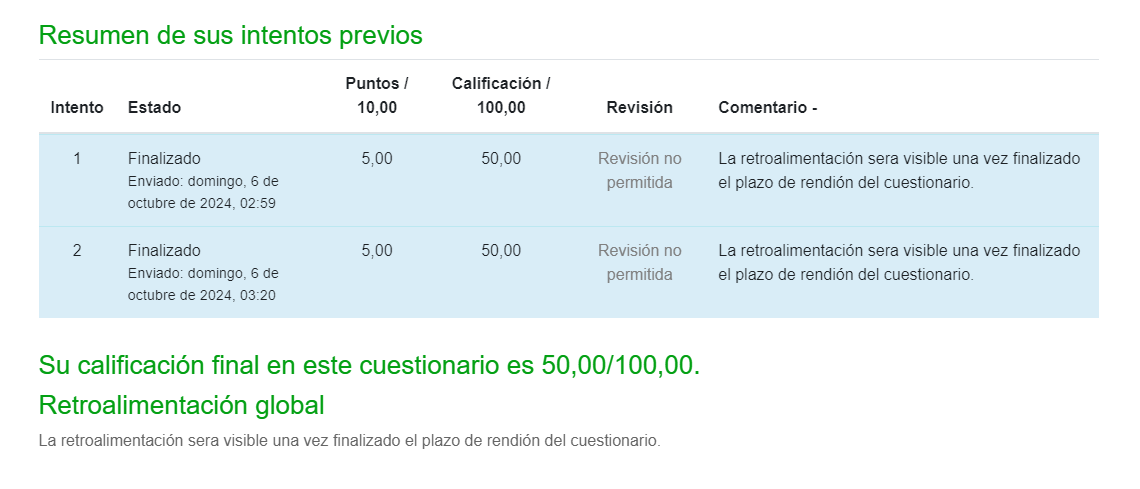 Resumen de sus intentos previos
Puntos / Calificación /
Intento Estado 10,00 100,00 Revisión Comentario -
1 Finalizado 5,00 50,00 Revisión no La retroalimentación sera visible una vez finalizado
Enviado: domingo, 6 de permitida el plazo de rendión del cuestionario.
octubre de 2024, 02:59
2 Finalizado 5,00 50,00 Revisión no La retroalimentación sera visible una vez finalizado
Enviado: domingo, 6 de permitida el plazo de rendión del cuestionario.
octubre de 2024, 03:20
Su calificación final en este cuestionario es 50,00/100,00.
Retroalimentación global
La retroalimentación sera visible una vez finalizado el plazo de rendión del cuestionario.